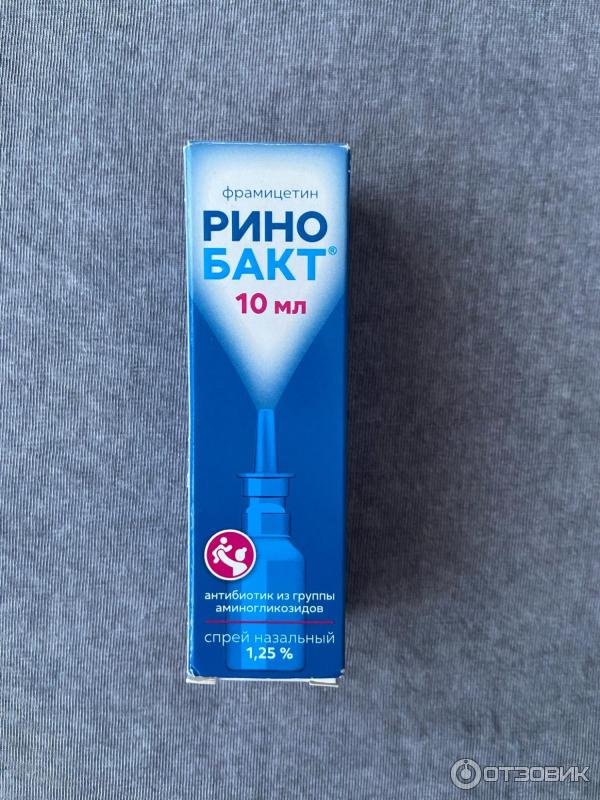 фрамицетин
РИНО
БАКТ®
10 мл
антибиотик из группы
аминогликозидов
спрей назальный
1,25 %
ОТЗОВИК